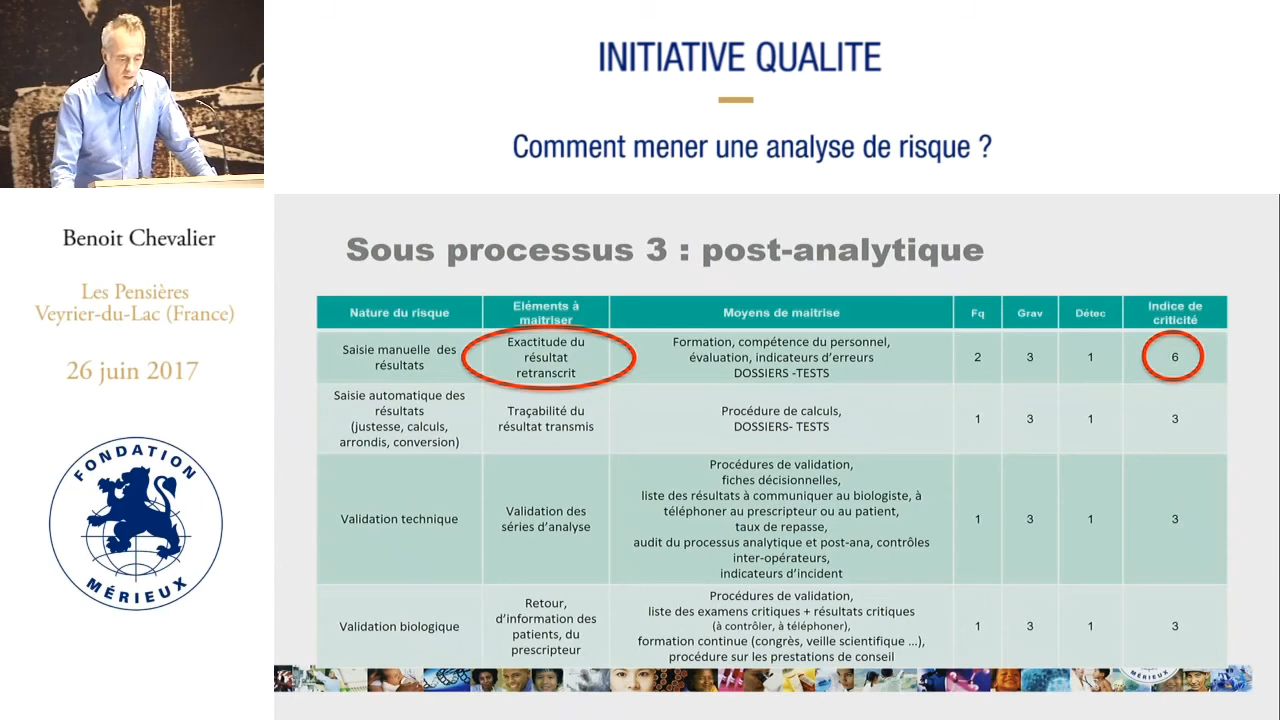 INITIATIVE QUALITE
Comment mener une analyse de risque ?
Benoit Chevalier
Les Pensières
Veyrier-du-Lac (France)
26 juin 2017
FONDATION
MÉRIEUX
Sous processus 3 : post-analytique
Nature du risque
Eléments à
maitriser
Moyens de maitrise
Fq
Grav
Détec
Indice de
criticité
Saisie manuelle des
résultats
Exactitude du
résultat
retranscrit
Formation, compétence du personnel,
évaluation, indicateurs d'erreurs
DOSSIERS -TESTS
2
3
1
6
Saisie automatique des
résultats
(justesse, calculs,
arrondis, conversion)
Traçabilité du
résultat transmis
Procédure de calculs,
DOSSIERS- TESTS
1
3
1
3
Validation technique
Validation des
séries d'analyse
Procédures de validation,
fiches décisionnelles,
liste des résultats à communiquer au biologiste, à
téléphoner au prescripteur ou au patient,
taux de repasse,
audit du processus analytique et post-ana, contrôles
inter-opérateurs,
indicateurs d'incident
1
3
1
3
Validation biologique
Retour,
d'information des
patients, du
prescripteur
Procédures de validation,
liste des examens critiques + résultats critiques
(à contrôler, à téléphoner),
formation continue (congrès, veille scientifique ...),
procédure sur les prestations de conseil
1
3
1
3
MÉRIEUX